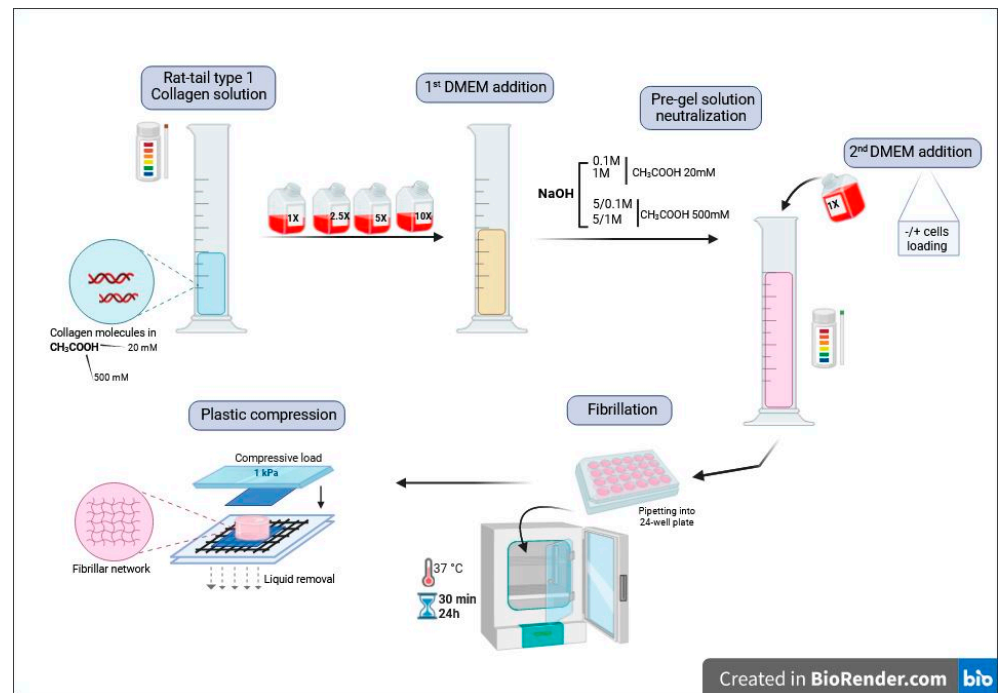 Rat-tail type 1
Collagen solution
1st DMEM addition
Pre-gel solution
neutralization
2nd DMEM addition
1X
2.5X
5X
10X
NaOH
0.1M
1M
CH₃COOH 20mM
5/0.1M
5/1M
CH₃COOH 500mM
1X
-/+ cells
loading
Collagen molecules in
CH₃COOH
20 mM
500 mM
Plastic compression
Fibrillation
Compressive load
1 kPa
Pipetting into
24-well plate
Fibrillar network
Liquid removal
37 °C
30 min
24h
Created in BioRender.com bio